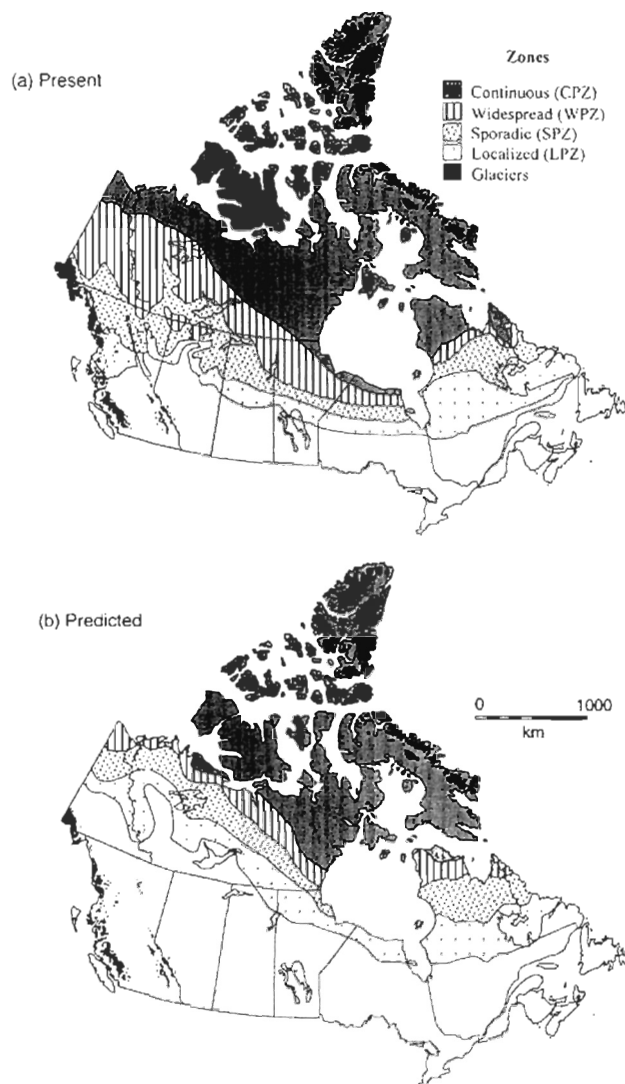 (a) Present
Zones
Continuous (CPZ)
Widespread (WPZ)
Sporadic (SPZ)
Localized (LPZ)
Glaciers
(b) Predicted
0 1000
km